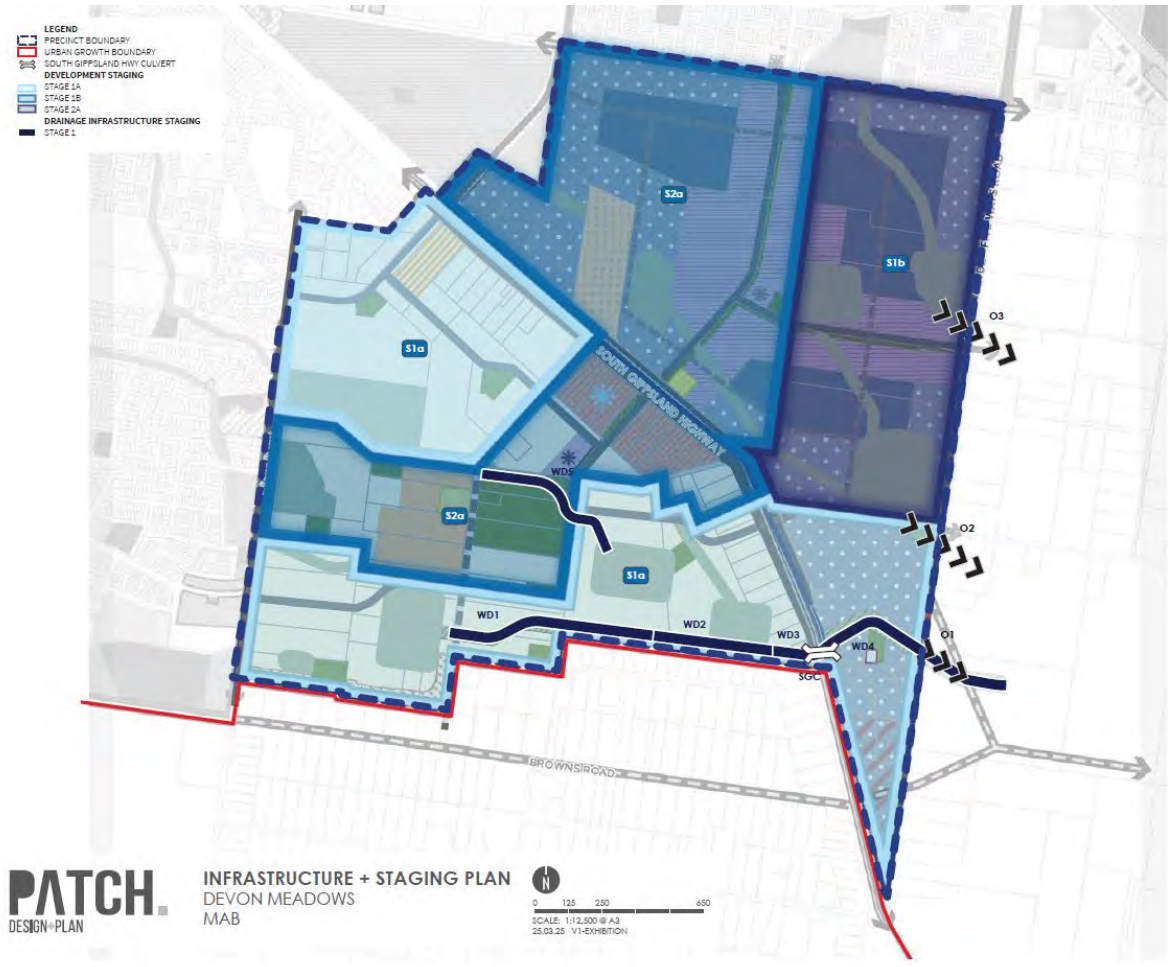 LEGEND
PRECINCT BOUNDARY
URBAN GROWTH BOUNDARY
SOUTH GIPPSLAND HWY CULVERT
DEVELOPMENT STAGING
STAGE 1A
STAGE 1B
STAGE 2A
DRAINAGE INFRASTRUCTURE STAGING
STAGE 1
S2a
S1b
O3
S1a
SOUTH GIPPSLAND HIGHWAY
WD5
S2a
O2
S1a
WD1
WD2
WD3
WD4
O1
SGC
BROWNS ROAD
PATCH.
DESIGN+PLAN
INFRASTRUCTURE + STAGING PLAN
DEVON MEADOWS
MAB
N
0 125 250 650
SCALE: 1:12,500 @ A3
25.03.25 V1-EXHIBITION